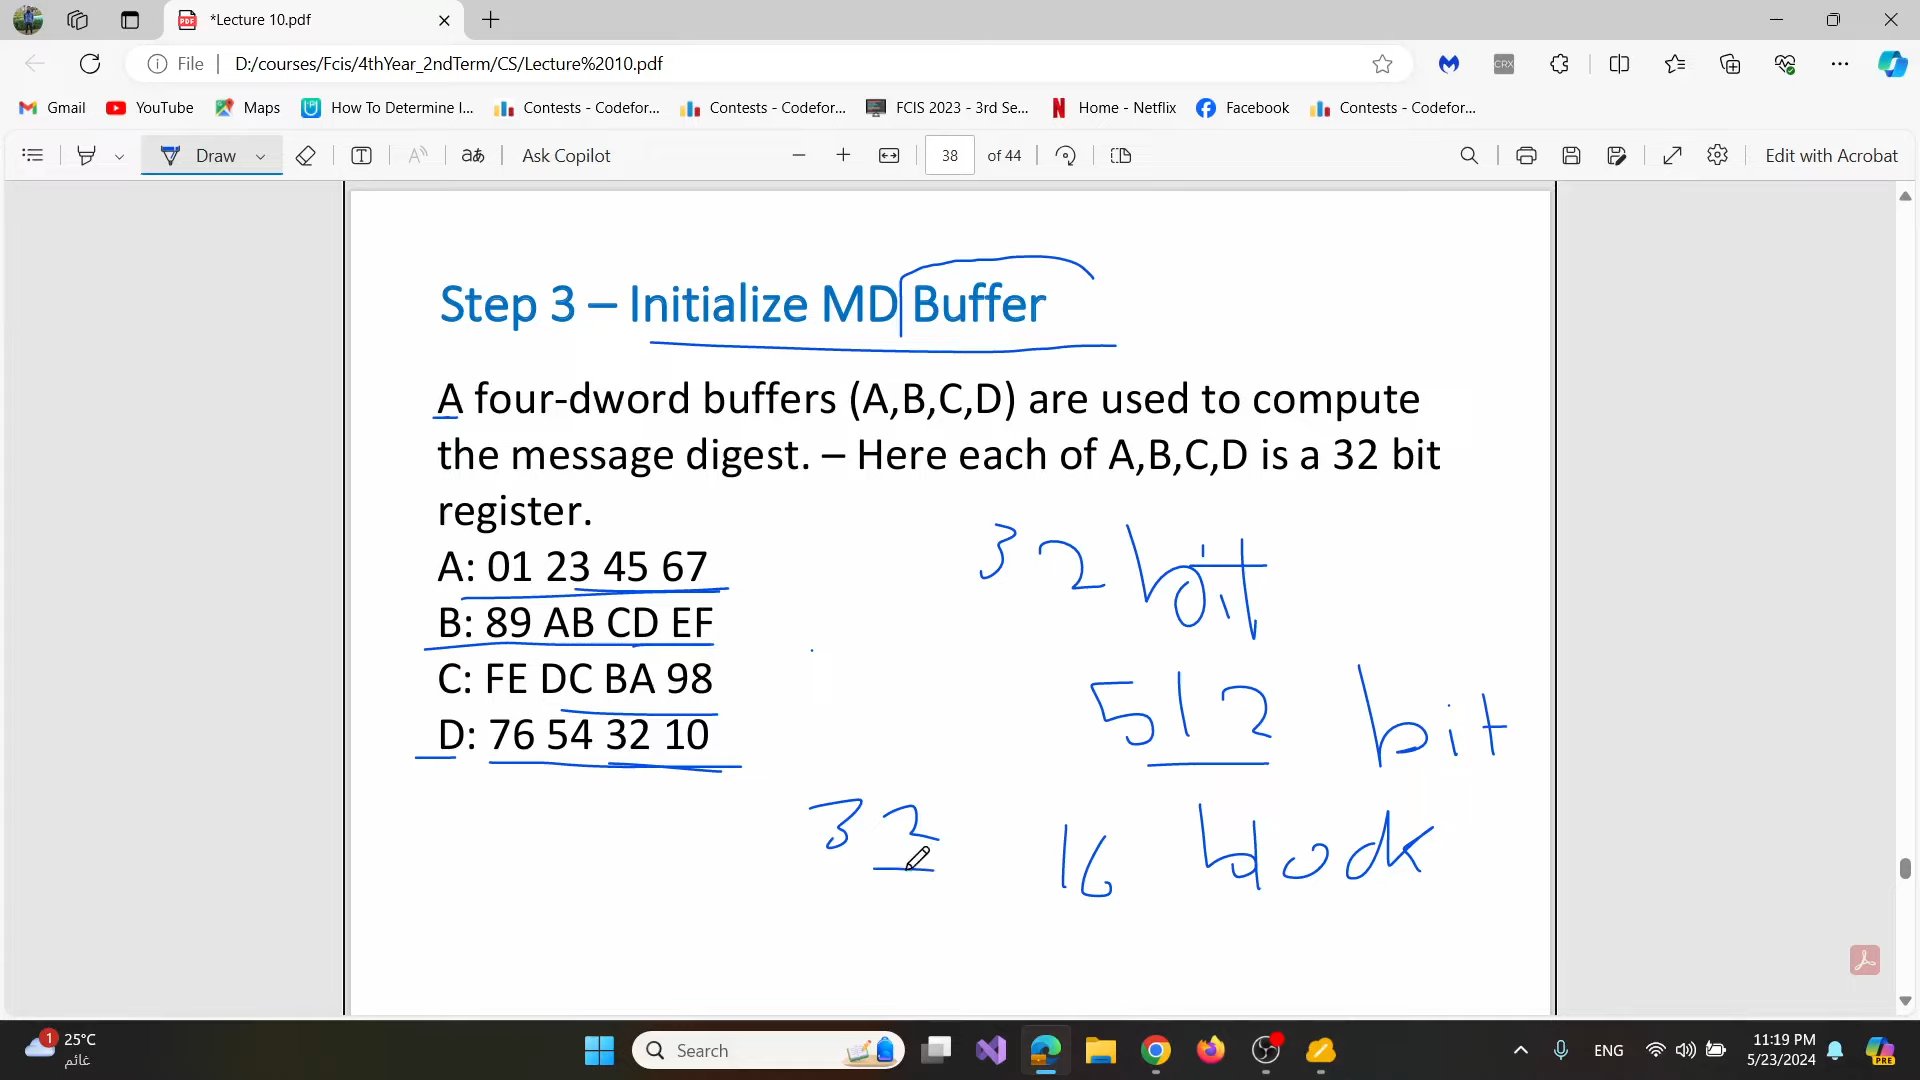 *Lecture 10.pdf
File D:/courses/Fcis/4thYear_2ndTerm/CS/Lecture%2010.pdf
CRX
Gmail YouTube Maps How To Determine I... Contests - Codefor... Contests - Codefor... FCIS 2023 - 3rd Se... Home - Netflix Facebook Contests - Codefor...
Draw Ask Copilot 38 of 44 Edit with Acrobat
Step 3 – Initialize MD Buffer
A four-dword buffers (A,B,C,D) are used to compute
the message digest. – Here each of A,B,C,D is a 32 bit
register.
A: 01 23 45 67
32 bit
B: 89 AB CD EF
C: FE DC BA 98
512 bit
D: 76 54 32 10
32 16 block
1 25°C
غائم
Search
ENG
11:19 PM
5/23/2024
PRE